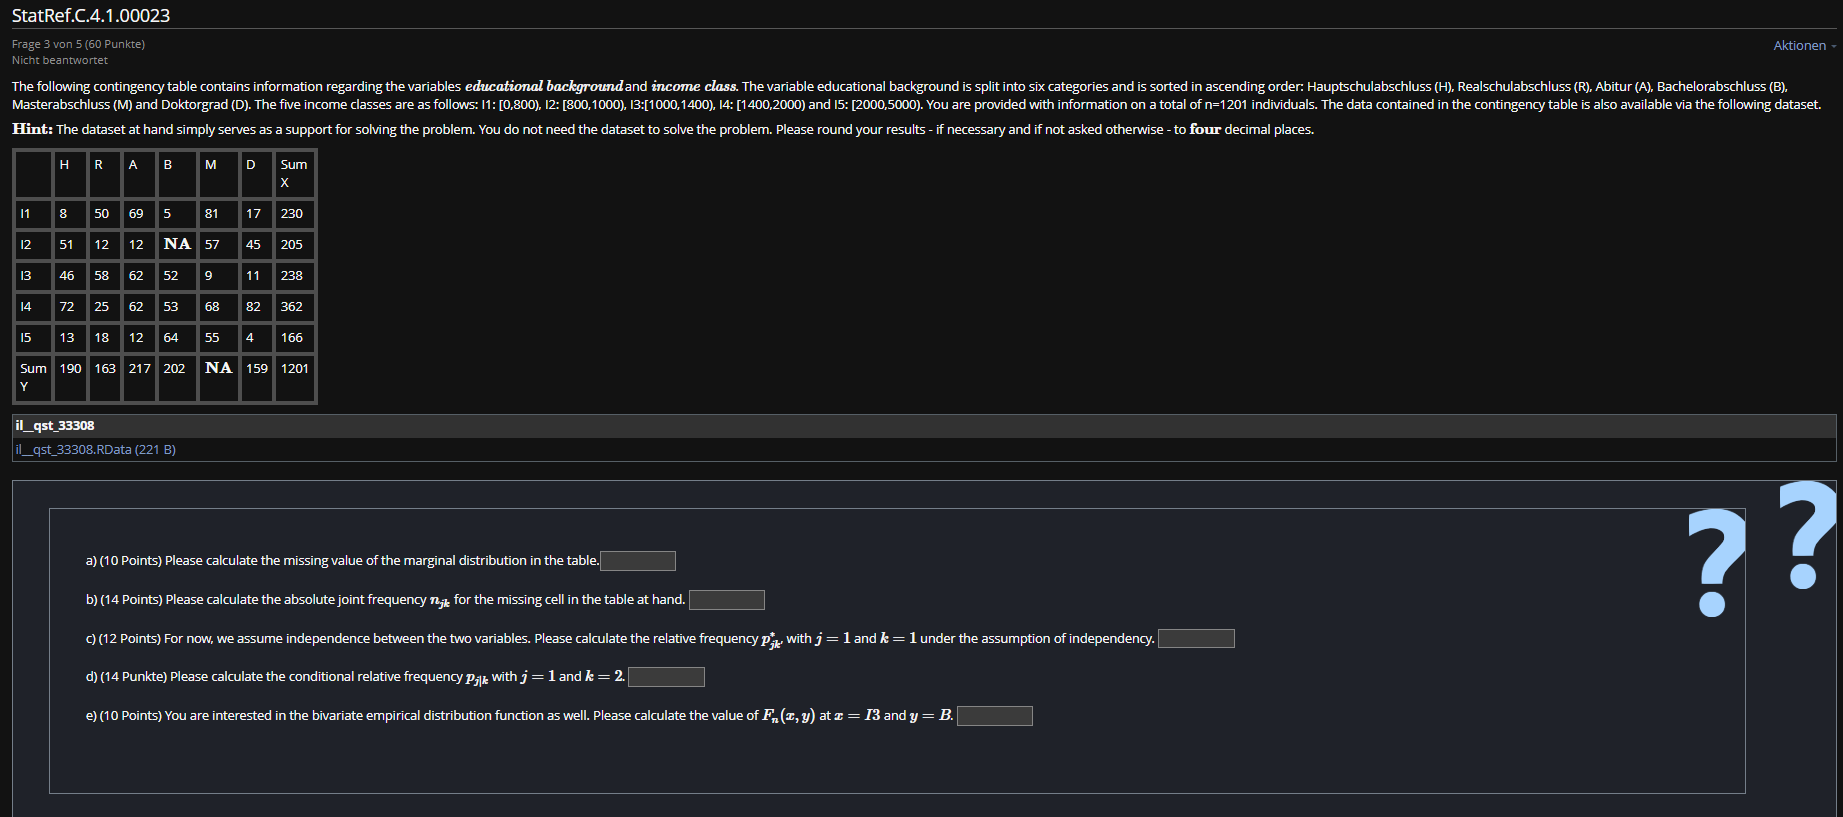 StatRef.C.4.1.00023
Frage 3 von 5 (60 Punkte)
Aktionen
Nicht beantwortet
The following contingency table contains information regarding the variables educational background and income class. The variable educational background is split into six categories and is sorted in ascending order: Hauptschulabschluss (H), Realschulabschluss (R), Abitur (A), Bachelorabschluss (B),
Masterabschluss (M) and Doktorgrad (D). The five income classes are as follows: I1: [0,800), I2: [800,1000), I3:[1000,1400), I4: [1400,2000) and I5: [2000,5000). You are provided with information on a total of n=1201 individuals. The data contained in the contingency table is also available via the following dataset.
Hint: The dataset at hand simply serves as a support for solving the problem. You do not need the dataset to solve the problem. Please round your results - if necessary and if not asked otherwise - to four decimal places.
H R A B M D Sum X
I1 8 50 69 5 81 17 230
I2 51 12 12 NA 57 45 205
I3 46 58 62 52 9 11 238
I4 72 25 62 53 68 82 362
I5 13 18 12 64 55 4 166
Sum Y 190 163 217 202 NA 159 1201
il__qst_33308
il__qst_33308.RData (221 B)
? ?
a) (10 Points) Please calculate the missing value of the marginal distribution in the table.
b) (14 Points) Please calculate the absolute joint frequency n_jk for the missing cell in the table at hand.
c) (12 Points) For now, we assume independence between the two variables. Please calculate the relative frequency p*_jk, with j = 1 and k = 1 under the assumption of independency.
d) (14 Punkte) Please calculate the conditional relative frequency p_j|k with j = 1 and k = 2.
e) (10 Points) You are interested in the bivariate empirical distribution function as well. Please calculate the value of F_n(x, y) at x = I3 and y = B.